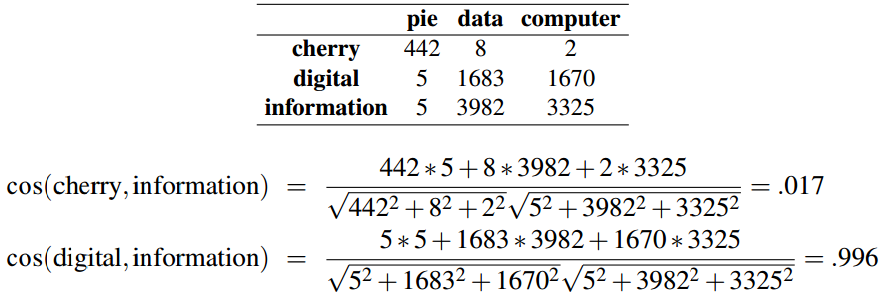 pie data computer
cherry 442 8 2
digital 5 1683 1670
information 5 3982 3325
cos(cherry,information) = 442∗5+8∗3982+2∗3325 / √442²+8²+2²√5²+3982²+3325² = .017
cos(digital,information) = 5∗5+1683∗3982+1670∗3325 / √5²+1683²+1670²√5²+3982²+3325² = .996